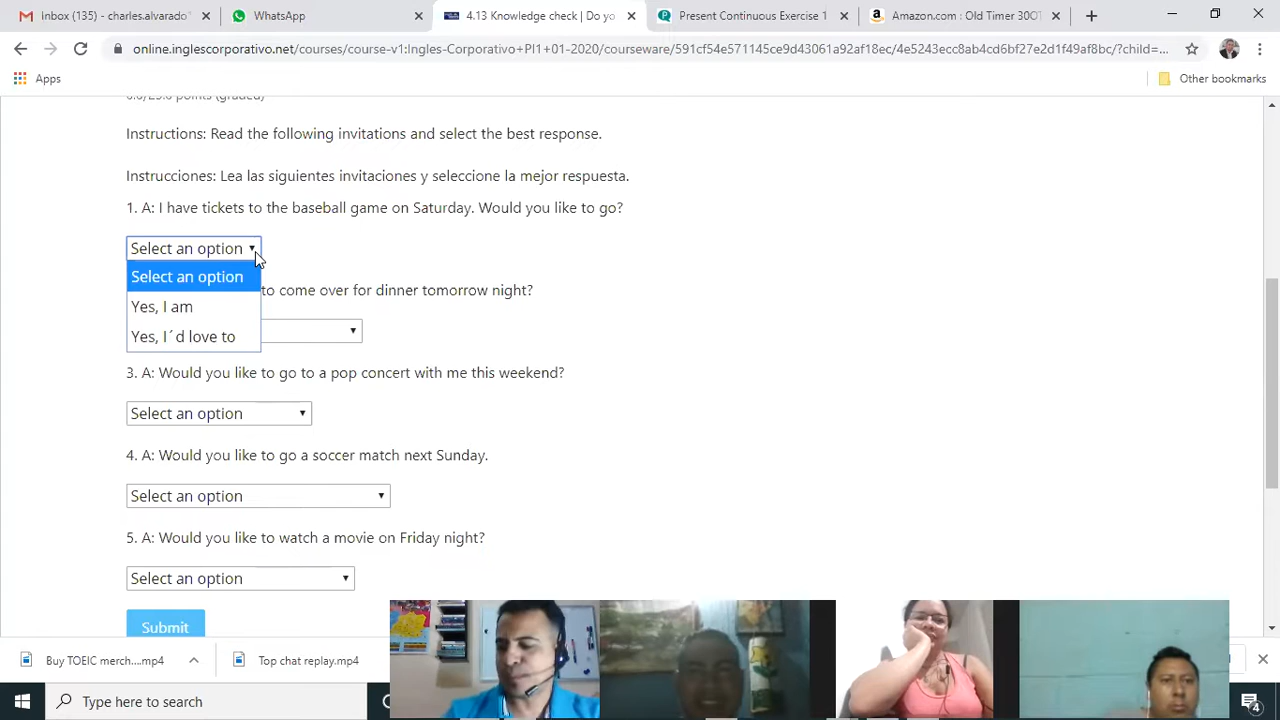 Inbox (135) - charles.alvarado
WhatsApp
4.13 Knowledge check | Do yo
Present Continuous Exercise 1
Amazon.com : Old Timer 30OT
online.inglescorporativo.net/courses/course-v1:Ingles-Corporativo+PI1+01-2020/courseware/591cf54e571145ce9d43061a92af18ec/4e5243ecc8ab4cd6bf27e2d1f49af8bc/?child=...
Apps
Other bookmarks
points (graded)
Instructions: Read the following invitations and select the best response.
Instrucciones: Lea las siguientes invitaciones y seleccione la mejor respuesta.
1. A: I have tickets to the baseball game on Saturday. Would you like to go?
Select an option
Select an option
Yes, I am
Yes, I´d love to
to come over for dinner tomorrow night?
3. A: Would you like to go to a pop concert with me this weekend?
Select an option
4. A: Would you like to go a soccer match next Sunday.
Select an option
5. A: Would you like to watch a movie on Friday night?
Select an option
Submit
Buy TOEIC merch....mp4
Top chat replay.mp4
Type here to search
4